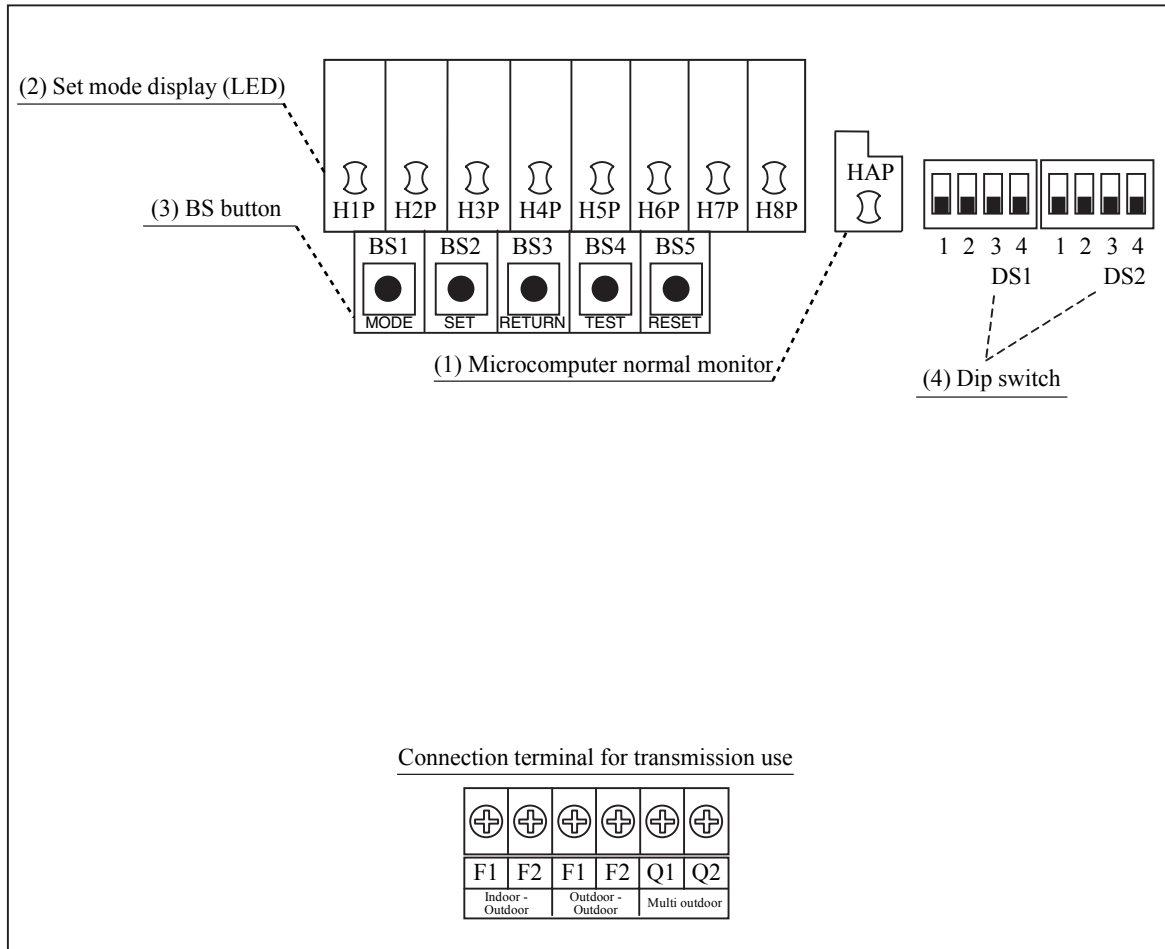 (2) Set mode display (LED)
HAP
H1P H2P H3P H4P H5P H6P H7P H8P
(3) BS button
BS1 BS2 BS3 BS4 BS5
MODE SET RETURN TEST RESET
1 2 3 4 1 2 3 4
DS1 DS2
(1) Microcomputer normal monitor
(4) Dip switch
Connection terminal for transmission use
F1 F2 F1 F2 Q1 Q2
Indoor -
Outdoor
Outdoor -
Outdoor
Multi outdoor